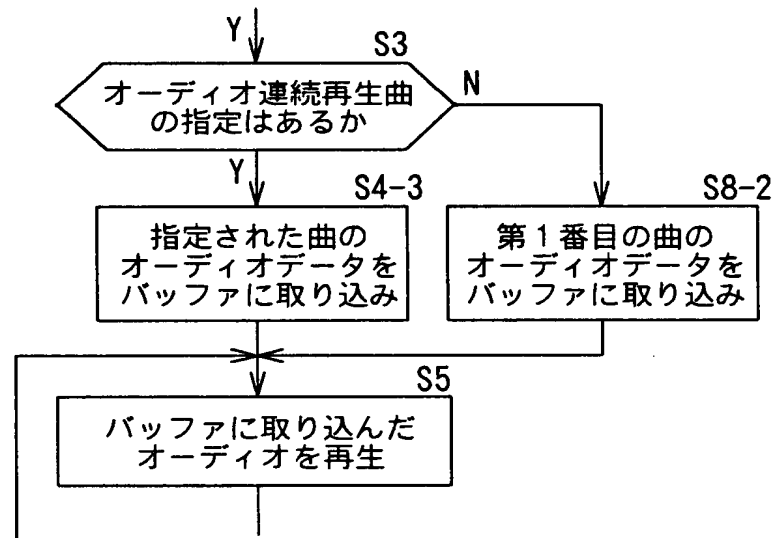 Y
S3
オーディオ連続再生曲
の指定はあるか
N
Y
S4-3
指定された曲の
オーディオデータを
バッファに取り込み
S8-2
第1番目の曲の
オーディオデータを
バッファに取り込み
S5
バッファに取り込んだ
オーディオを再生